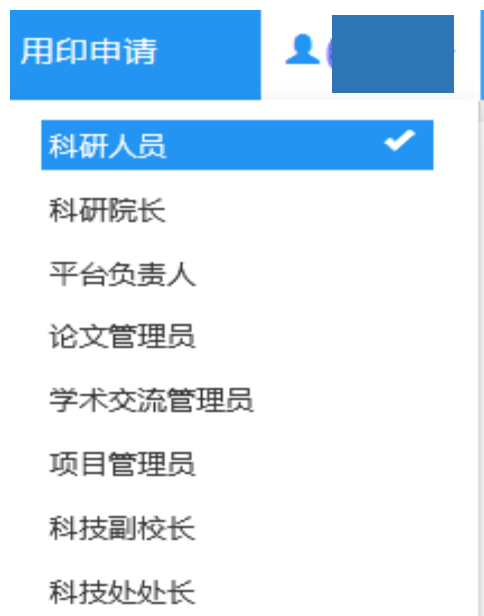 用印申请
科研人员
科研院长
平台负责人
论文管理员
学术交流管理员
项目管理员
科技副校长
科技处处长